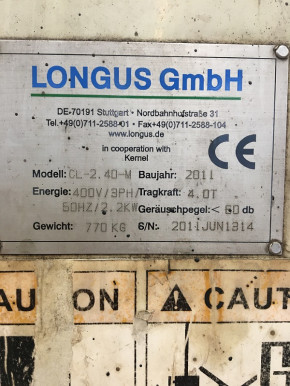 LONGUS GmbH
DE-70191 Stuttgart • Nordbahnhofstraße 31
Tel.+49(0)711-2588-01 • Fax+49(0)711-2588-104
www.longus.de
in cooperation with
Kernel
CE
Modell: CL-2.40-M Baujahr: 2011
Energie: 400V/3PH/ Tragkraft: 4.0T
50HZ/2.2KW Geräuschpegel: < 60 db
Gewicht: 770 KG S/N: 2011JUN1314
AU ON
CAUT